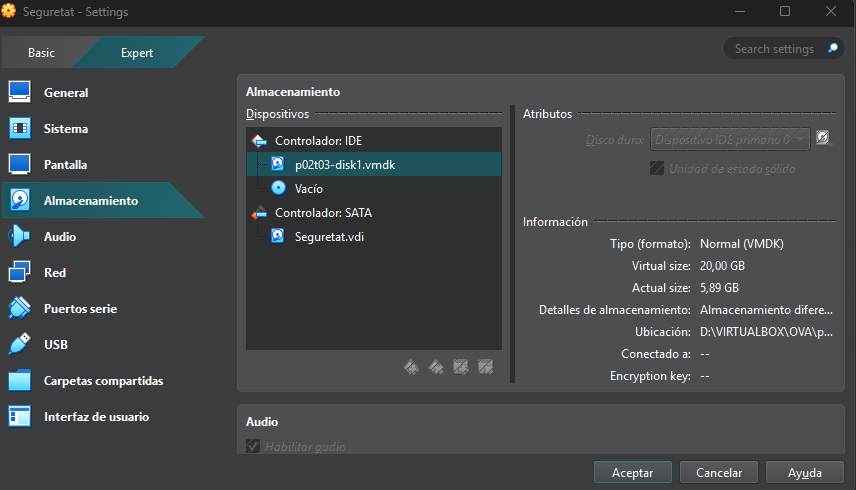 Seguretat - Settings
Basic
Expert
Search settings
General
Sistema
Pantalla
Almacenamiento
Audio
Red
Puertos serie
USB
Carpetas compartidas
Interfaz de usuario
Almacenamiento
Dispositivos
Controlador: IDE
p02t03-disk1.vmdk
Vacío
Controlador: SATA
Seguretat.vdi
Atributos
Disco duro: Dispositivo IDE primario 0
Unidad de estado sólido
Información
Tipo (formato): Normal (VMDK)
Virtual size: 20,00 GB
Actual size: 5,89 GB
Detalles de almacenamiento: Almacenamiento difere...
Ubicación: D:\VIRTUALBOX\OVA\p...
Conectado a: --
Encryption key: --
Audio
Habilitar audio
Aceptar
Cancelar
Ayuda